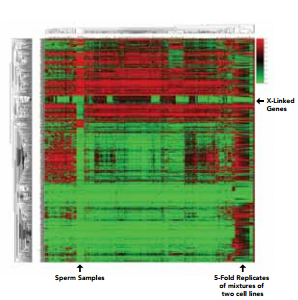 X-Linked
Genes
Sperm Samples
5-Fold Replicates
of mixtures of
two cell lines